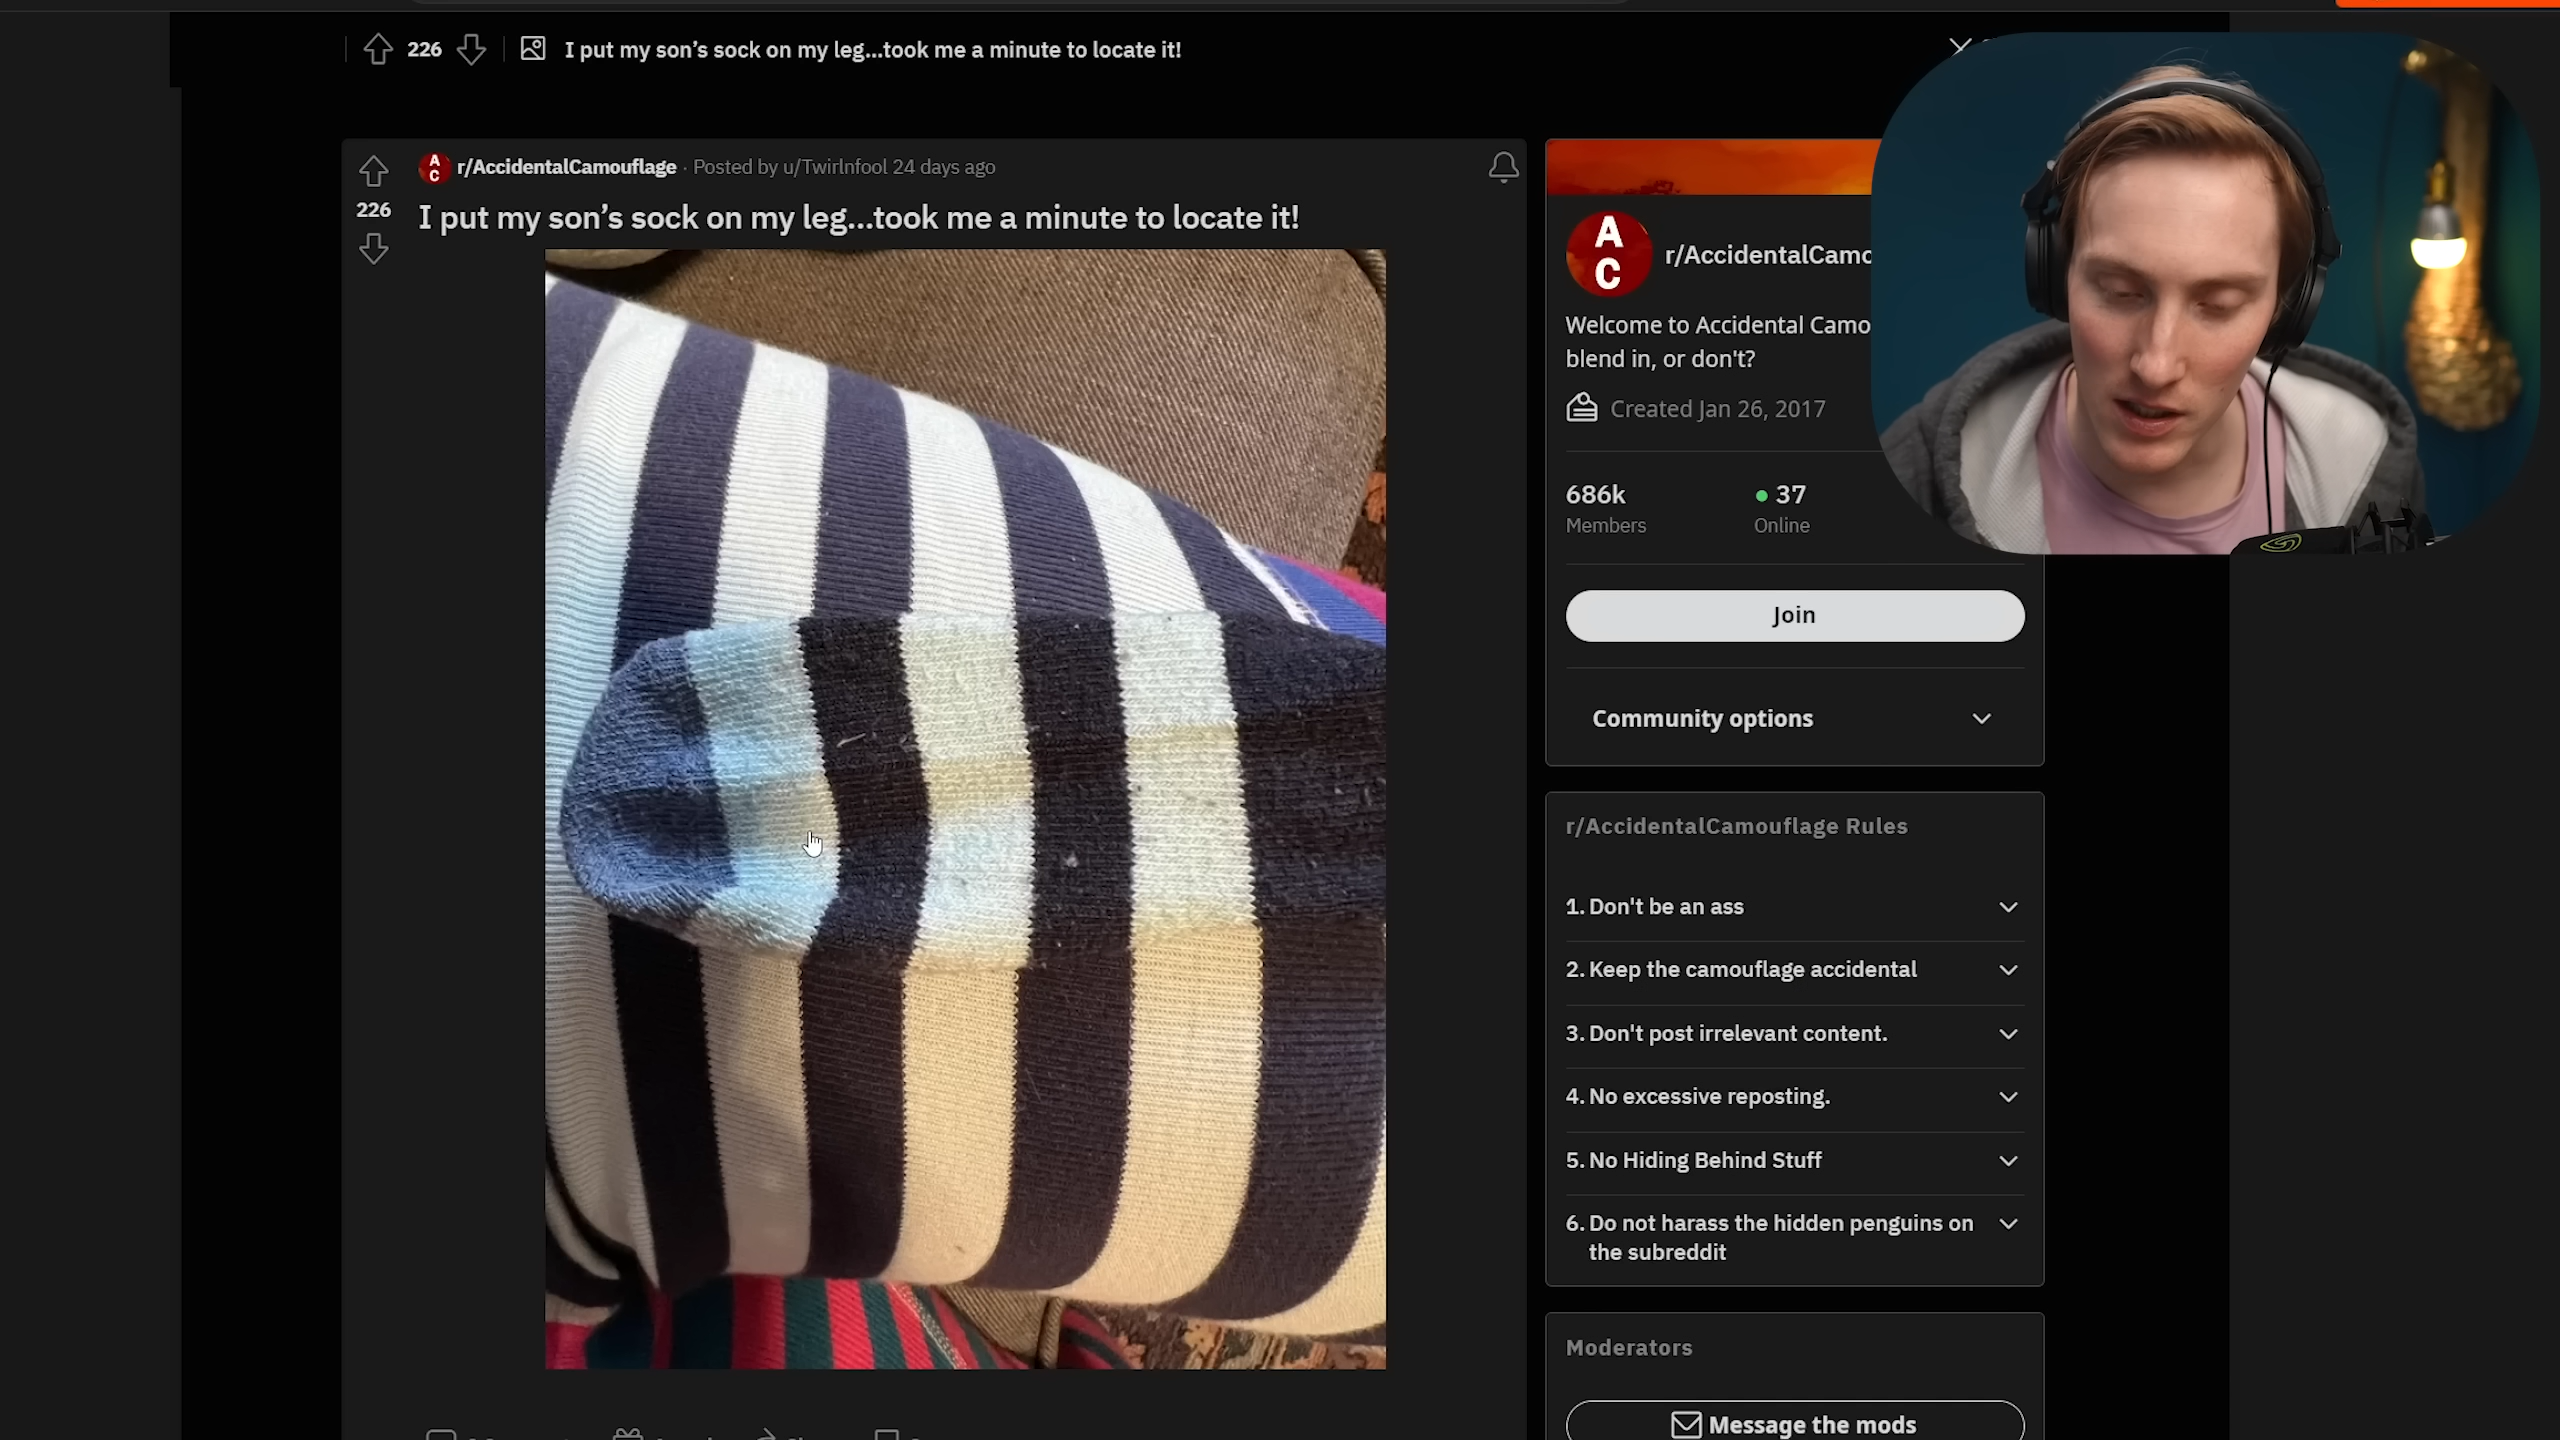 226
I put my son’s sock on my leg...took me a minute to locate it!
AC
r/AccidentalCamouflage · Posted by u/TwirInfool 24 days ago
226
I put my son’s sock on my leg...took me a minute to locate it!
AC
r/AccidentalCamo
Welcome to Accidental Camo
blend in, or don't?
Created Jan 26, 2017
686k
37
Members
Online
Join
Community options
r/AccidentalCamouflage Rules
1. Don't be an ass
2. Keep the camouflage accidental
3. Don't post irrelevant content.
4. No excessive reposting.
5. No Hiding Behind Stuff
6. Do not harass the hidden penguins on
the subreddit
Moderators
Message the mods